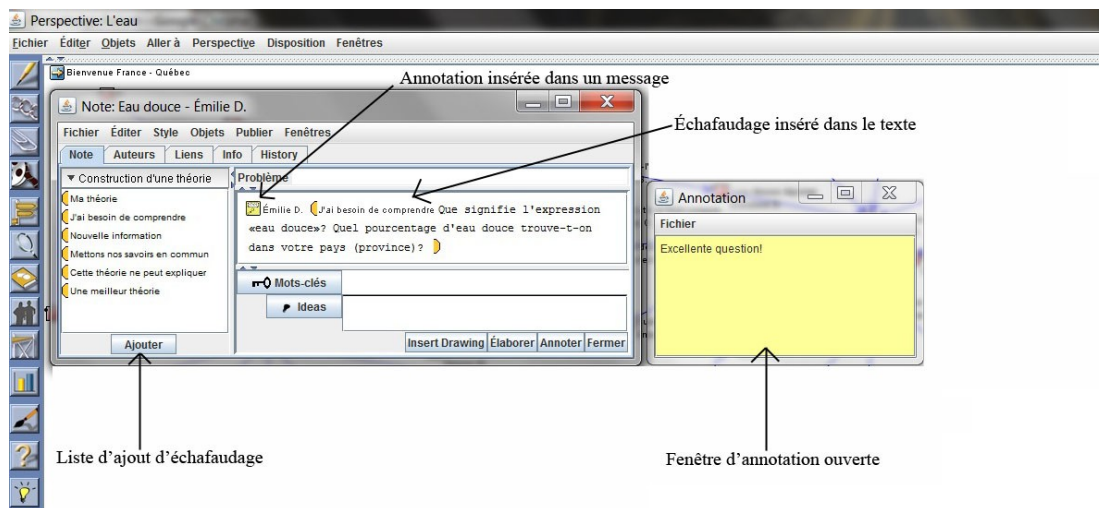 Perspective: L'eau
Fichier Éditer Objets Aller à Perspective Disposition Fenêtres
Bienvenue France - Québec
Annotation insérée dans un message
Échafaudage inséré dans le texte
Note: Eau douce - Émilie D.
Fichier Éditer Style Objets Publier Fenêtres
Note Auteurs Liens Info History
Construction d'une théorie
Ma théorie
J'ai besoin de comprendre
Nouvelle information
Mettons nos savoirs en commun
Cette théorie ne peut expliquer
Une meilleur théorie
Ajouter
Problème
Émilie D. J'ai besoin de comprendre Que signifie l'expression
«eau douce»? Quel pourcentage d'eau douce trouve-t-on
dans votre pays (province)?
Mots-clés
Ideas
Insert Drawing Élaborer Annoter Fermer
Annotation
Fichier
Excellente question!
Liste d'ajout d'échafaudage
Fenêtre d'annotation ouverte